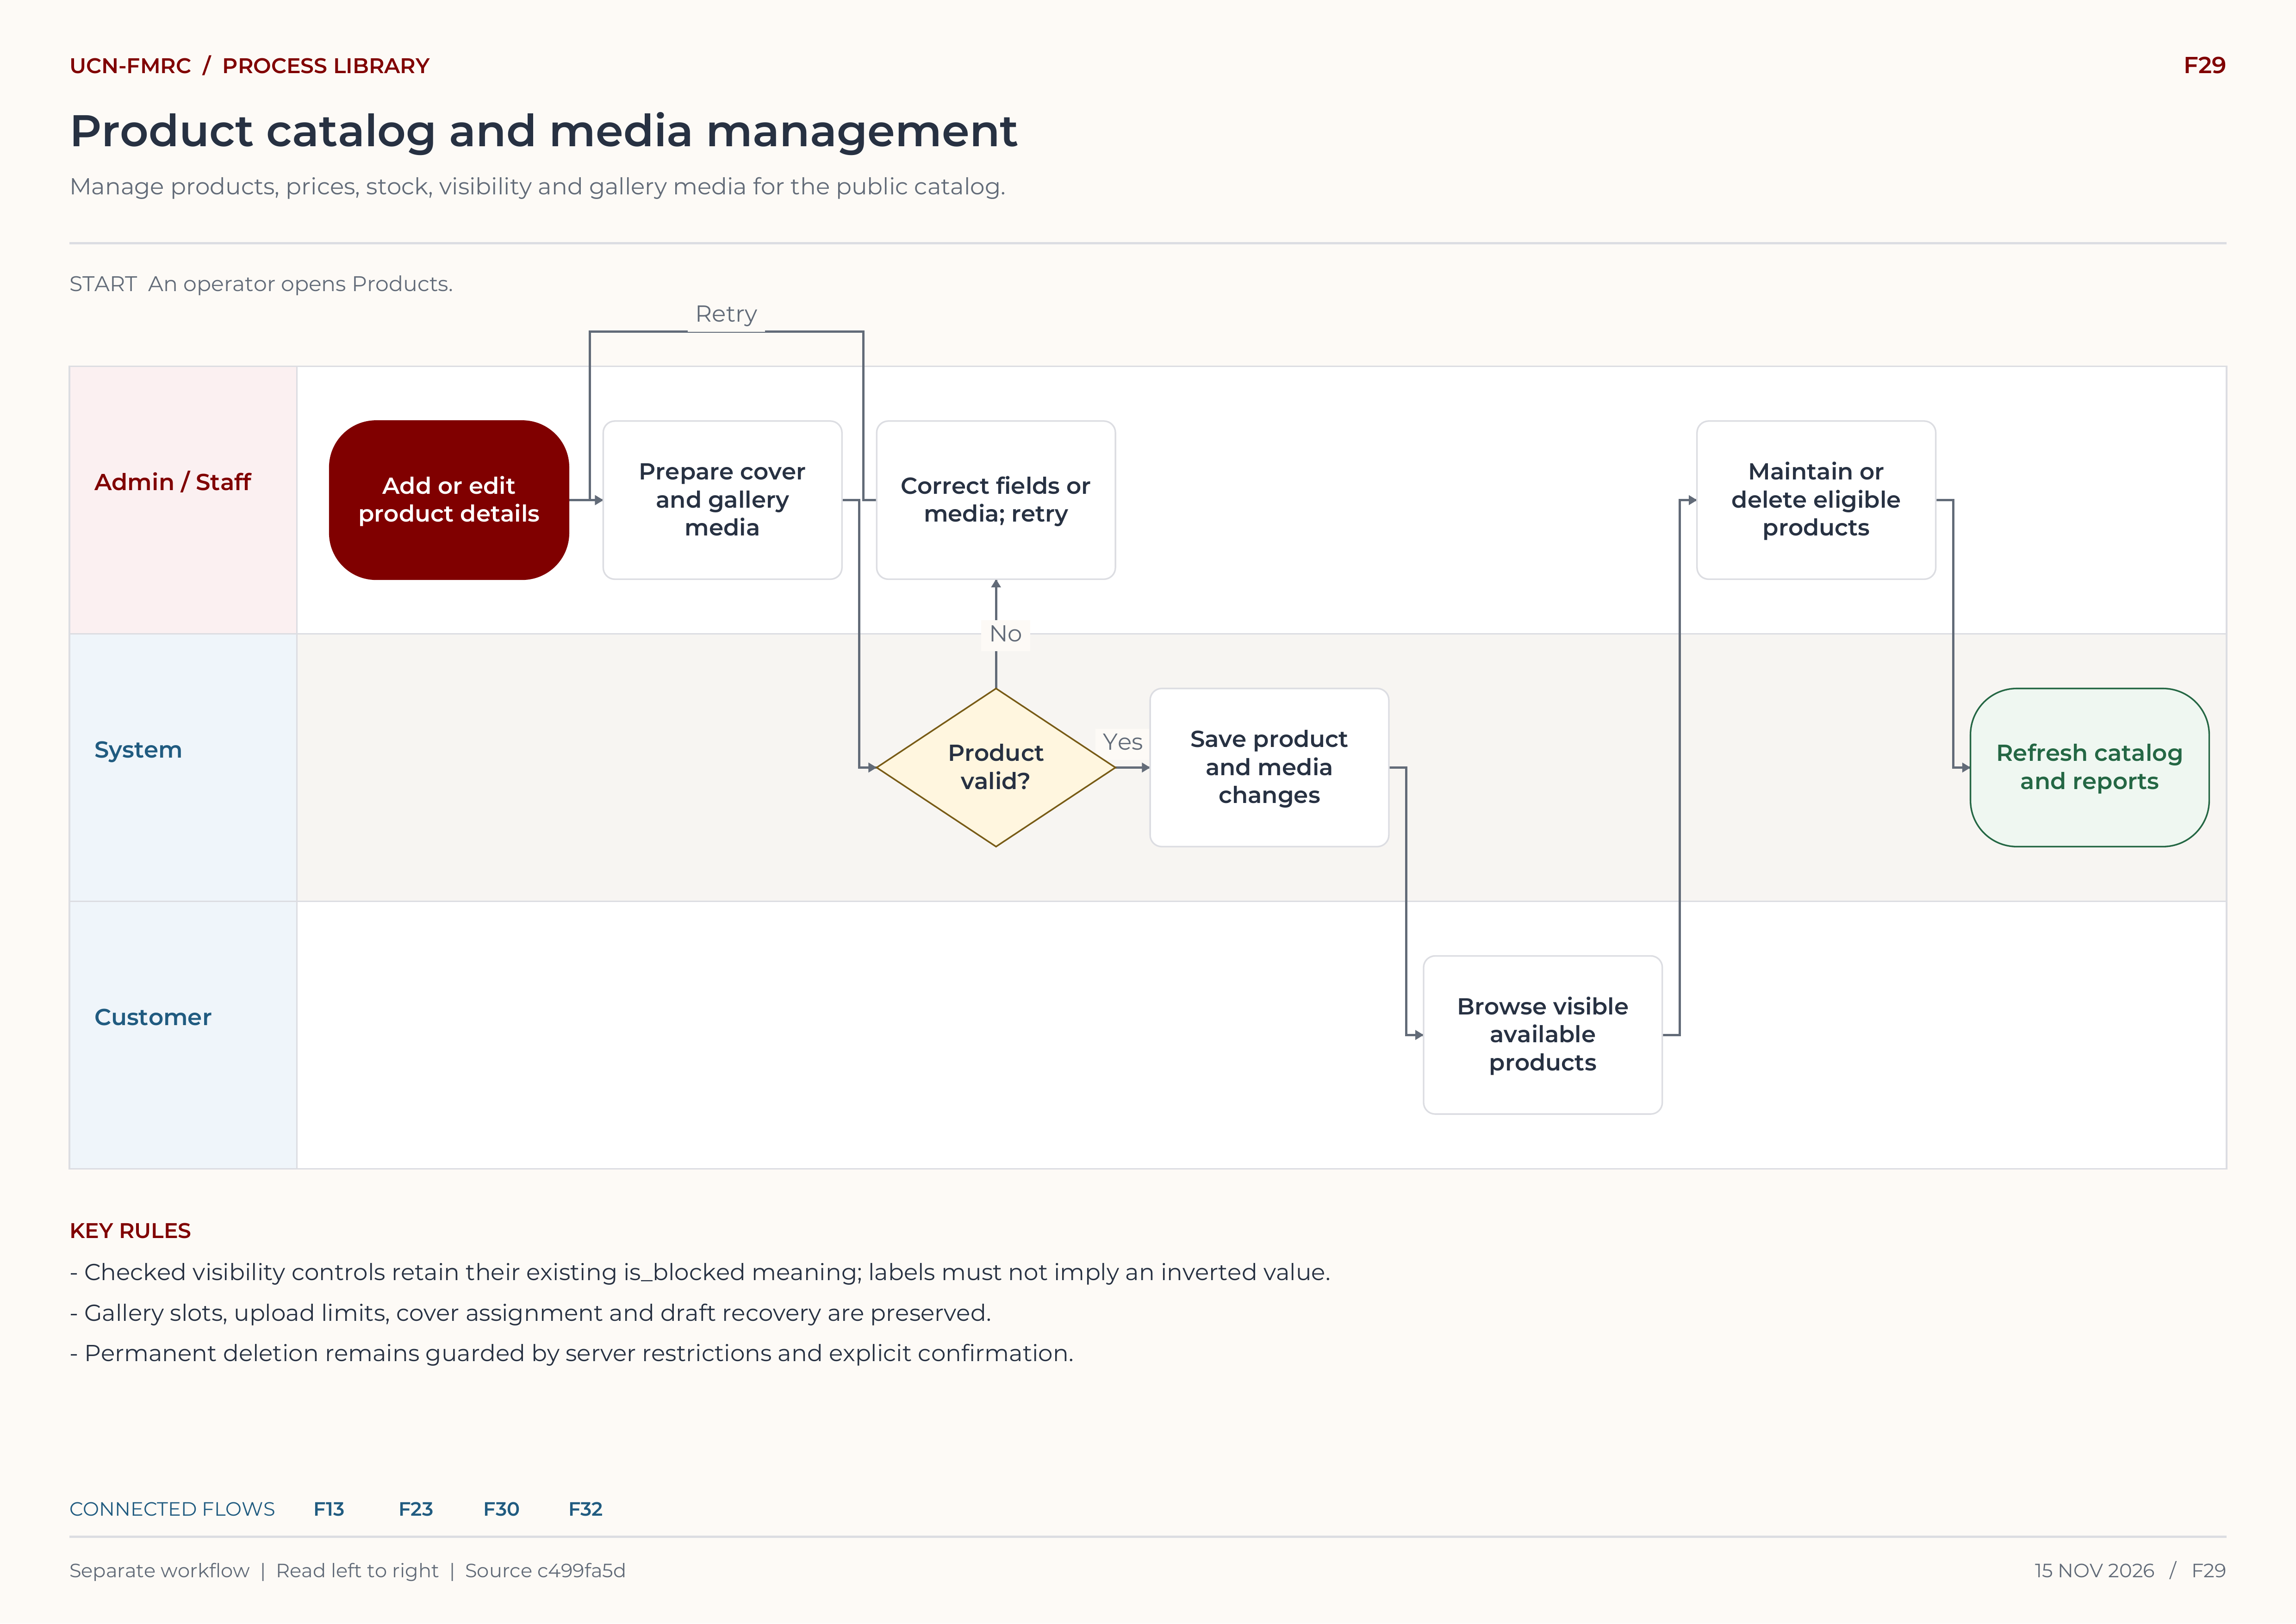 UCN-FMRC / PROCESS LIBRARY
F29
Product catalog and media management
Manage products, prices, stock, visibility and gallery media for the public catalog.
START An operator opens Products.
Retry
Admin / Staff
Add or edit
product details
Prepare cover
and gallery
media
Correct fields or
media; retry
Maintain or
delete eligible
products
No
System
Product
valid?
Yes
Save product
and media
changes
Refresh catalog
and reports
Customer
Browse visible
available
products
KEY RULES
- Checked visibility controls retain their existing is_blocked meaning; labels must not imply an inverted value.
- Gallery slots, upload limits, cover assignment and draft recovery are preserved.
- Permanent deletion remains guarded by server restrictions and explicit confirmation.
CONNECTED FLOWS F13 F23 F30 F32
Separate workflow | Read left to right | Source c499fa5d
15 NOV 2026 / F29